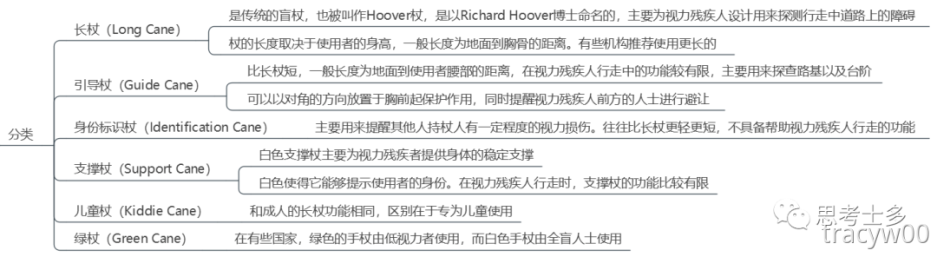 分类
长杖（Long Cane）
是传统的盲杖，也被叫作Hoover杖，是以Richard Hoover博士命名的，主要为视力残疾人设计用来探测行走中道路上的障碍
杖的长度取决于使用者的身高，一般长度为地面到胸骨的距离。有些机构推荐使用更长的
引导杖（Guide Cane）
比长杖短，一般长度为地面到使用者腰部的距离，在视力残疾人行走中的功能较有限，主要用来探查路基以及台阶
可以以对角的方向放置于胸前起保护作用，同时提醒视力残疾人前方的人士进行避让
身份标识杖（Identification Cane）
主要用来提醒其他人持杖人有一定程度的视力损伤。往往比长杖更轻更短，不具备帮助视力残疾人行走的功能
支撑杖（Support Cane）
白色支撑杖主要为视力残疾者提供身体的稳定支撑
白色使得它能够提示使用者的身份。在视力残疾人行走时，支撑杖的功能比较有限
儿童杖（Kiddie Cane）
和成人的长杖功能相同，区别在于专为儿童使用
绿杖（Green Cane）
在有些国家，绿色的手杖由低视力者使用，而白色手杖由全盲人士使用
思考士多
tracyw00